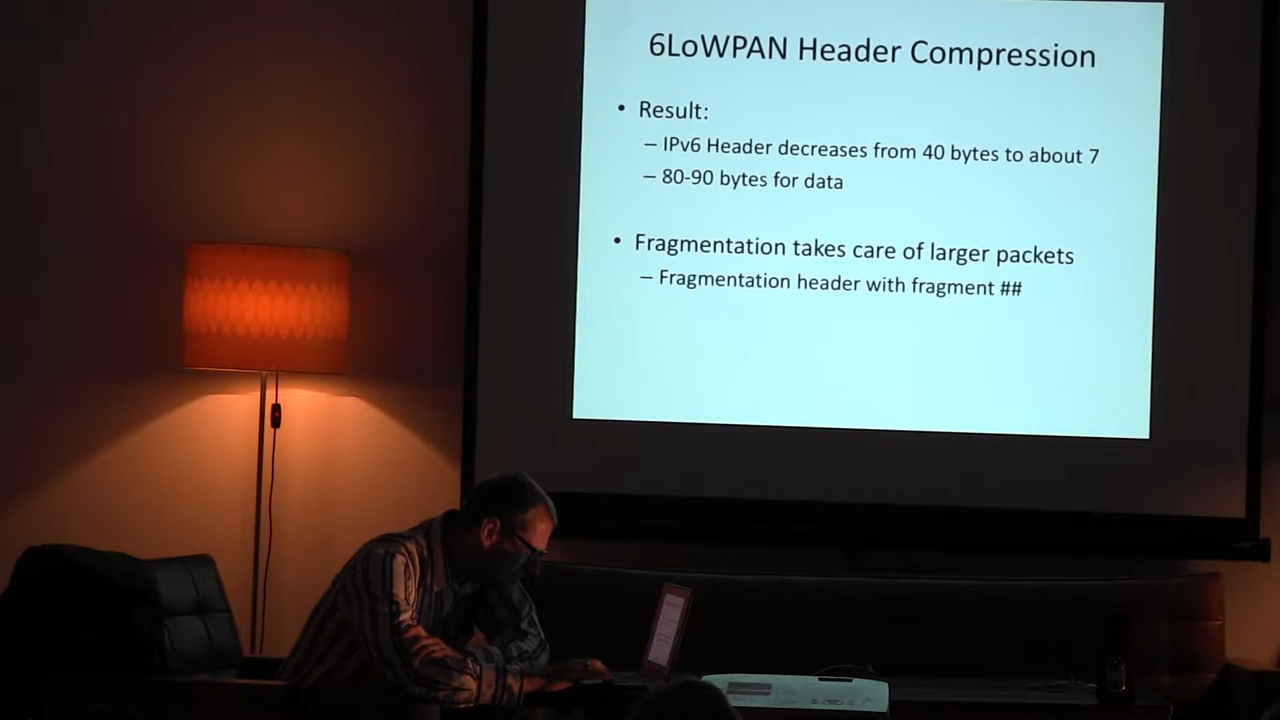 6LoWPAN Header Compression
• Result:
– IPv6 Header decreases from 40 bytes to about 7
– 80-90 bytes for data
• Fragmentation takes care of larger packets
– Fragmentation header with fragment ##